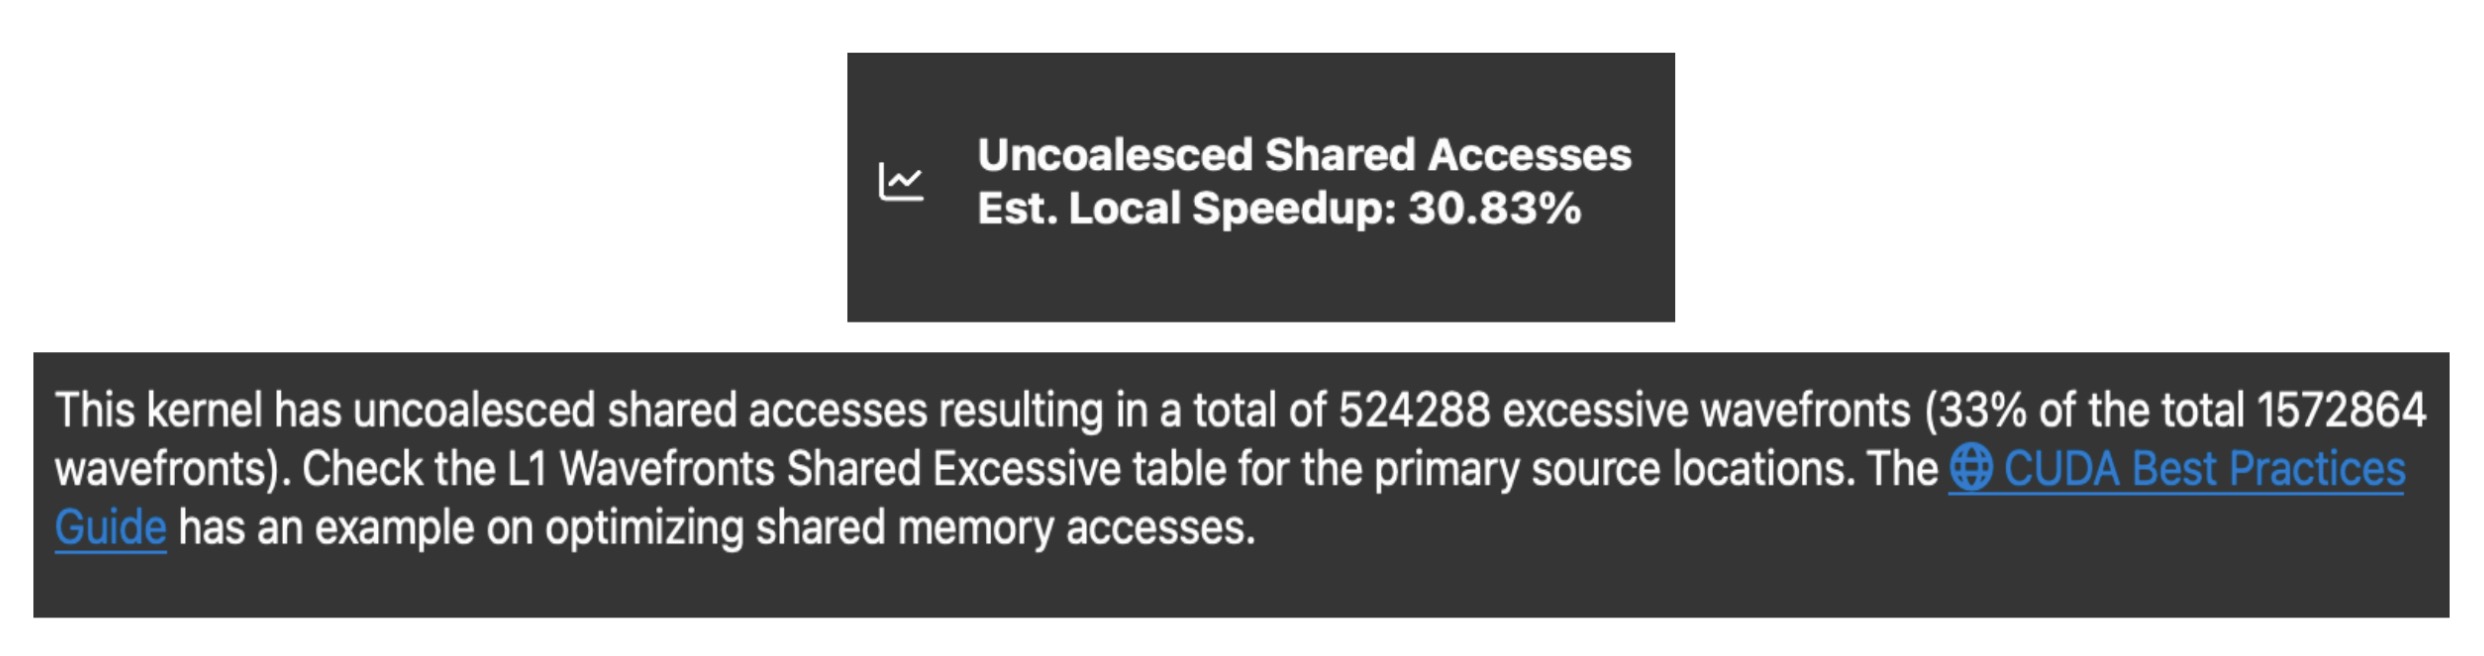 Uncoalesced Shared Accesses
Est. Local Speedup: 30.83%
This kernel has uncoalesced shared accesses resulting in a total of 524288 excessive wavefronts (33% of the total 1572864
wavefronts). Check the L1 Wavefronts Shared Excessive table for the primary source locations. The CUDA Best Practices
Guide has an example on optimizing shared memory accesses.